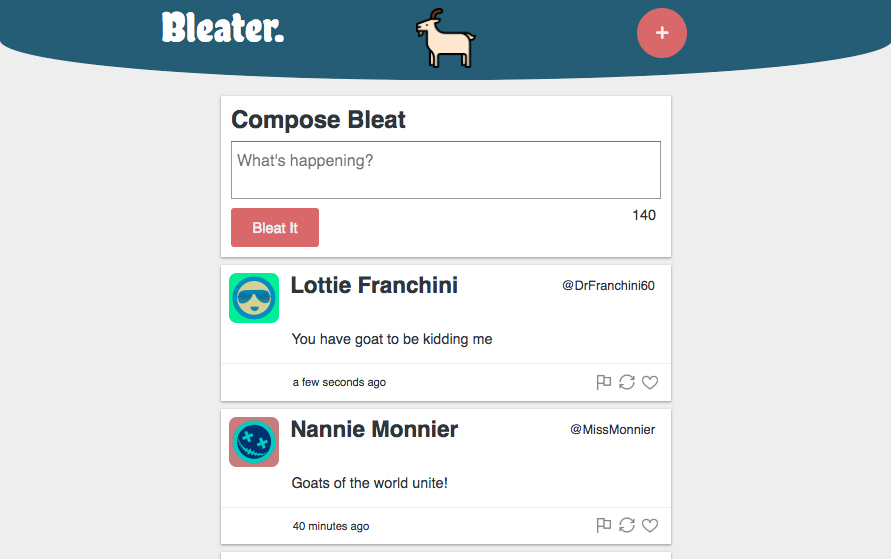 Bleater.
+
Compose Bleat
What's happening?
Bleat It
140
Lottie Franchini
@DrFranchini60
You have goat to be kidding me
a few seconds ago
Nannie Monnier
@MissMonnier
Goats of the world unite!
40 minutes ago